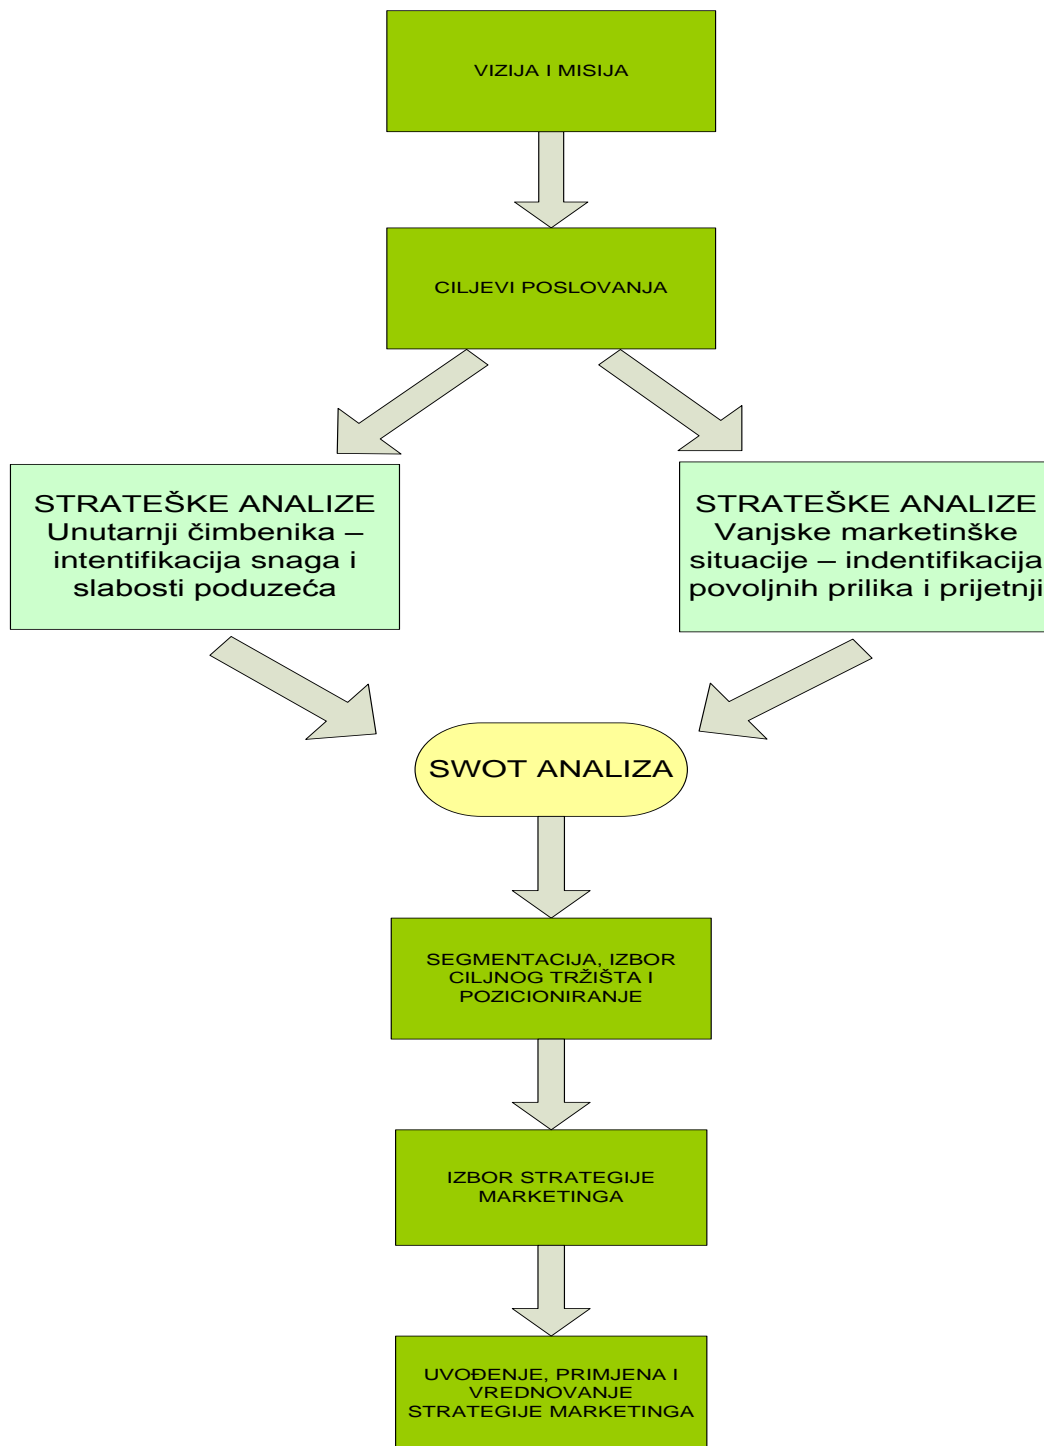 VIZIJA I MISIJA
CILJEVI POSLOVANJA
STRATEŠKE ANALIZE
Unutarnji čimbenika –
intentifikacija snaga i
slabosti poduzeća
STRATEŠKE ANALIZE
Vanjske marketinške
situacije – indentifikacija
povoljnih prilika i prijetnji
SWOT ANALIZA
SEGMENTACIJA, IZBOR
CILJNOG TRŽIŠTA I
POZICIONIRANJE
IZBOR STRATEGIJE
MARKETINGA
UVOĐENJE, PRIMJENA I
VREDNOVANJE
STRATEGIJE MARKETINGA